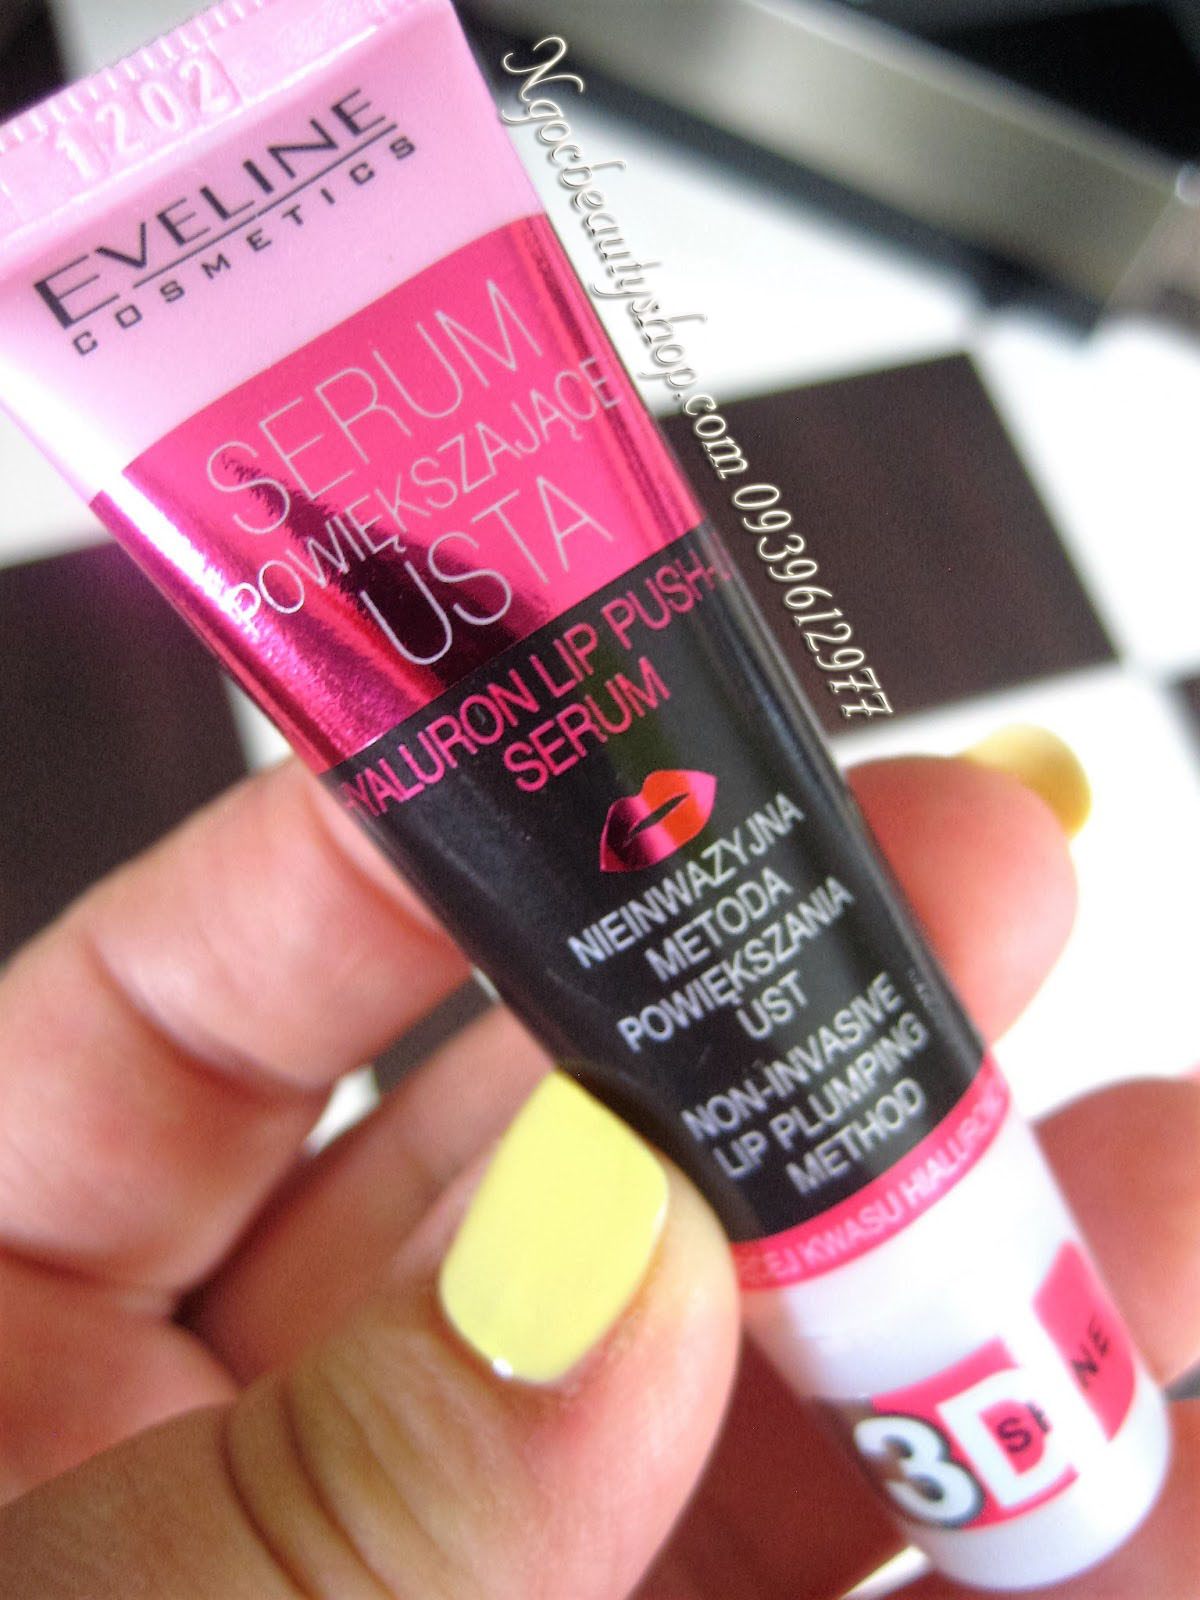 1202
EVELINE
COSMETICS
SERUM
POWIĘKSZAJĄCE
USTA
HYALURON LIP PUSH-U
SERUM
NIEINWAZYJNA
METODA
POWIĘKSZANIA
UST
NON-INVASIVE
LIP PLUMPING
METHOD
KWASU
3D
Ngocbeautyshop.com 0939612977